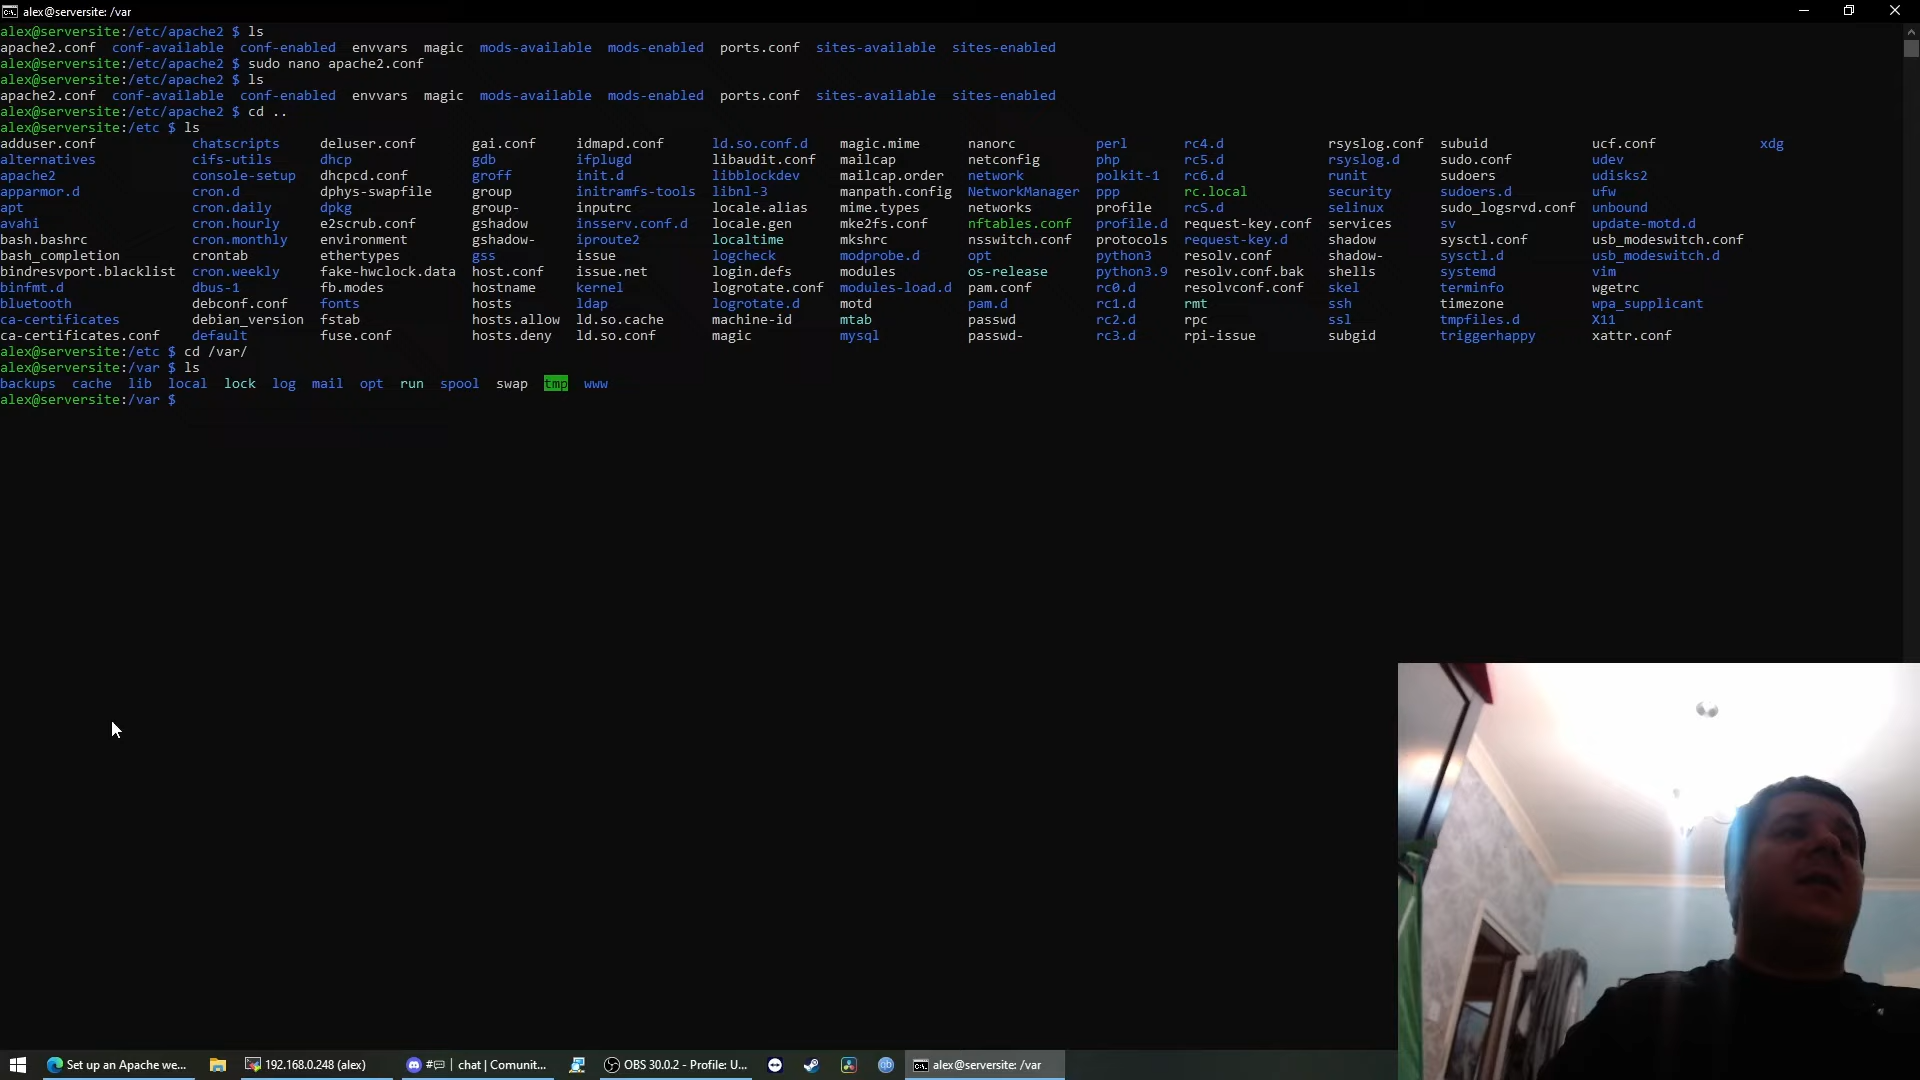 alex@serversite: /var
alex@serversite:/etc/apache2 $ ls
apache2.conf  conf-available  conf-enabled  envvars  magic  mods-available  mods-enabled  ports.conf  sites-available  sites-enabled
alex@serversite:/etc/apache2 $ sudo nano apache2.conf
alex@serversite:/etc/apache2 $ ls
apache2.conf  conf-available  conf-enabled  envvars  magic  mods-available  mods-enabled  ports.conf  sites-available  sites-enabled
alex@serversite:/etc/apache2 $ cd ..
alex@serversite:/etc $ ls
adduser.conf  chatscripts  deluser.conf  gai.conf  idmapd.conf  ld.so.conf.d  magic.mime  nanorc  perl  rc4.d  rsyslog.conf  subuid  ucf.conf  xdg
alternatives  cifs-utils  dhcp  gdb  ifplugd  libaudit.conf  mailcap  netconfig  php  rc5.d  rsyslog.d  sudo.conf  udev
apache2  console-setup  dhcpcd.conf  groff  init.d  libblockdev  mailcap.order  network  polkit-1  rc6.d  runit  sudoers  udisks2
apparmor.d  cron.d  dphys-swapfile  group  initramfs-tools  libnl-3  manpath.config  NetworkManager  ppp  rc.local  security  sudoers.d  ufw
apt  cron.daily  dpkg  group-  inputrc  locale.alias  mime.types  networks  profile  rcS.d  selinux  sudo_logsrvd.conf  unbound
avahi  cron.hourly  e2scrub.conf  gshadow  insserv.conf.d  locale.gen  mke2fs.conf  nftables.conf  profile.d  request-key.conf  services  sv  update-motd.d
bash.bashrc  cron.monthly  environment  gshadow-  iproute2  localtime  mkshrc  nsswitch.conf  protocols  request-key.d  shadow  sysctl.conf  usb_modeswitch.conf
bash_completion  crontab  ethertypes  gss  issue  logcheck  modprobe.d  opt  python3  resolv.conf  shadow-  sysctl.d  usb_modeswitch.d
bindresvport.blacklist  cron.weekly  fake-hwclock.data  host.conf  issue.net  login.defs  modules  os-release  python3.9  resolv.conf.bak  shells  systemd  vim
binfmt.d  dbus-1  fb.modes  hostname  kernel  logrotate.conf  modules-load.d  pam.conf  rc0.d  resolvconf.conf  skel  terminfo  wgetrc
bluetooth  debconf.conf  fonts  hosts  ldap  logrotate.d  motd  pam.d  rc1.d  rmt  ssh  timezone  wpa_supplicant
ca-certificates  debian_version  fstab  hosts.allow  ld.so.cache  machine-id  mtab  passwd  rc2.d  rpc  ssl  tmpfiles.d  X11
ca-certificates.conf  default  fuse.conf  hosts.deny  ld.so.conf  magic  mysql  passwd-  rc3.d  rpi-issue  subgid  triggerhappy  xattr.conf
alex@serversite:/etc $ cd /var/
alex@serversite:/var $ ls
backups  cache  lib  local  lock  log  mail  opt  run  spool  swap  tmp  www
alex@serversite:/var $
Set up an Apache we...  192.168.0.248 (alex)  # | chat | Comunit...  OBS 30.0.2 - Profile: U...  qb  alex@serversite: /var